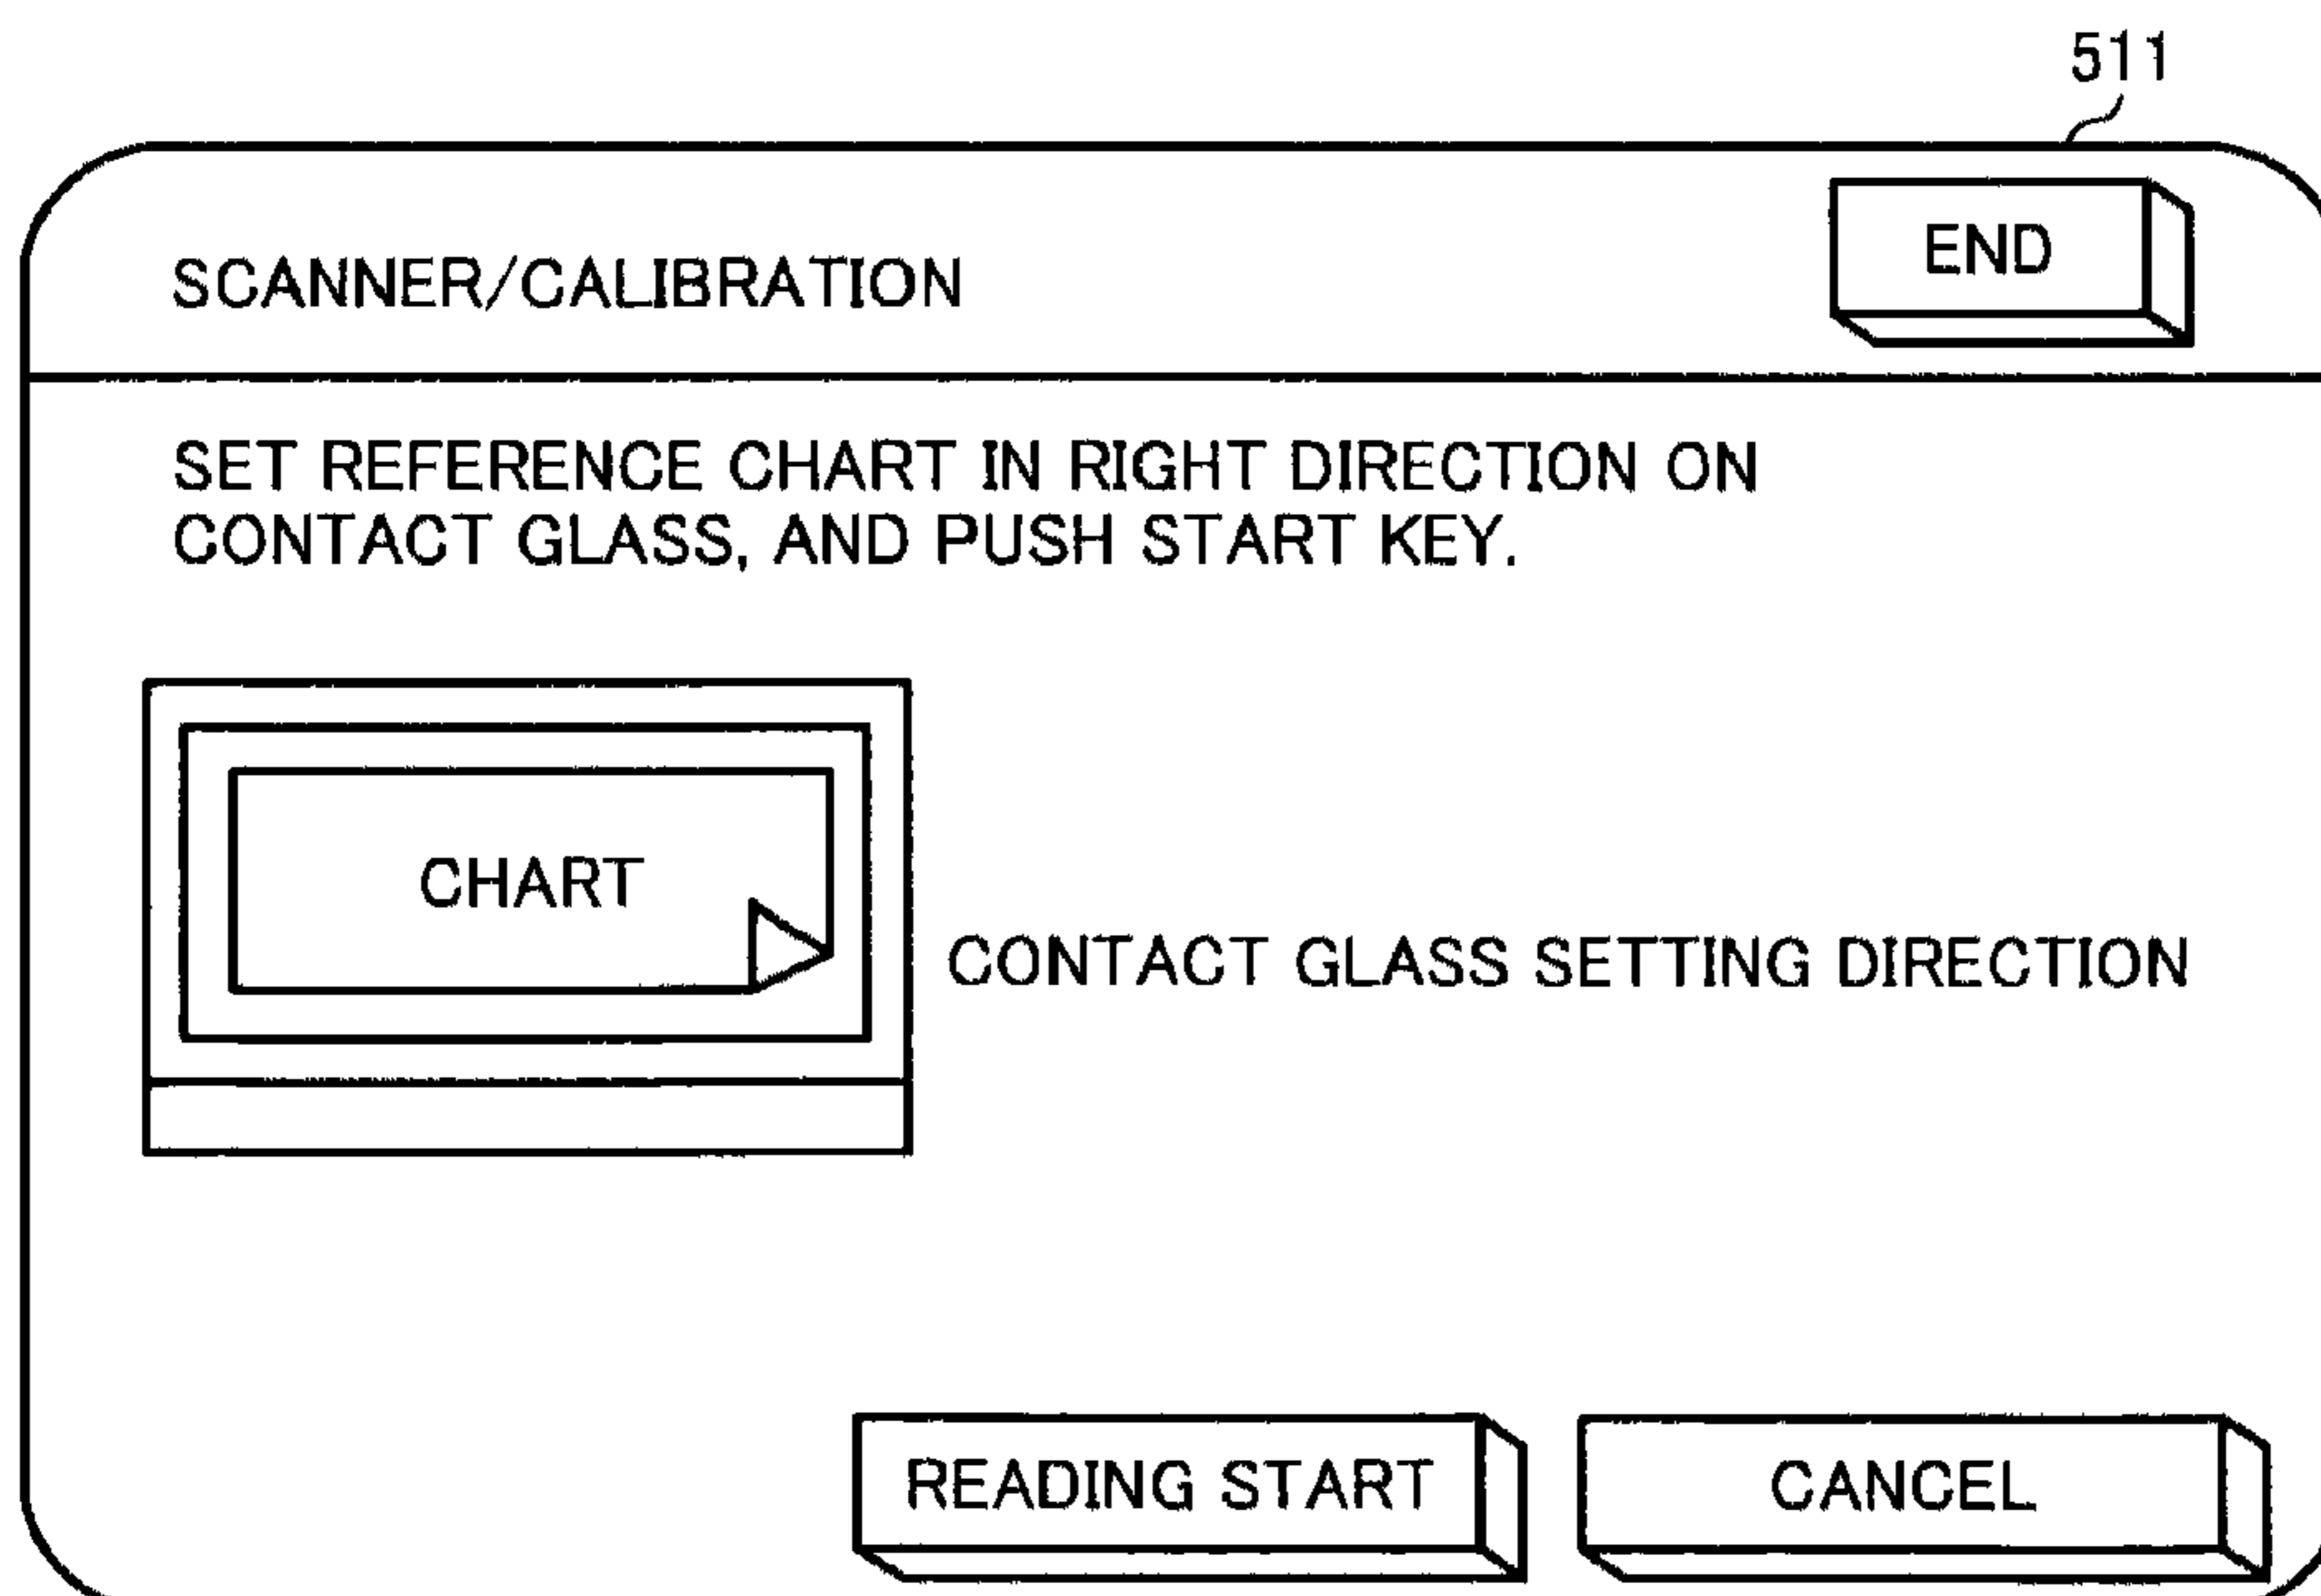 511
END
SCANNER/CALIBRATION
SET REFERENCE CHART IN RIGHT DIRECTION ON
CONTACT GLASS, AND PUSH START KEY.
CHART
CONTACT GLASS SETTING DIRECTION
READING START
CANCEL